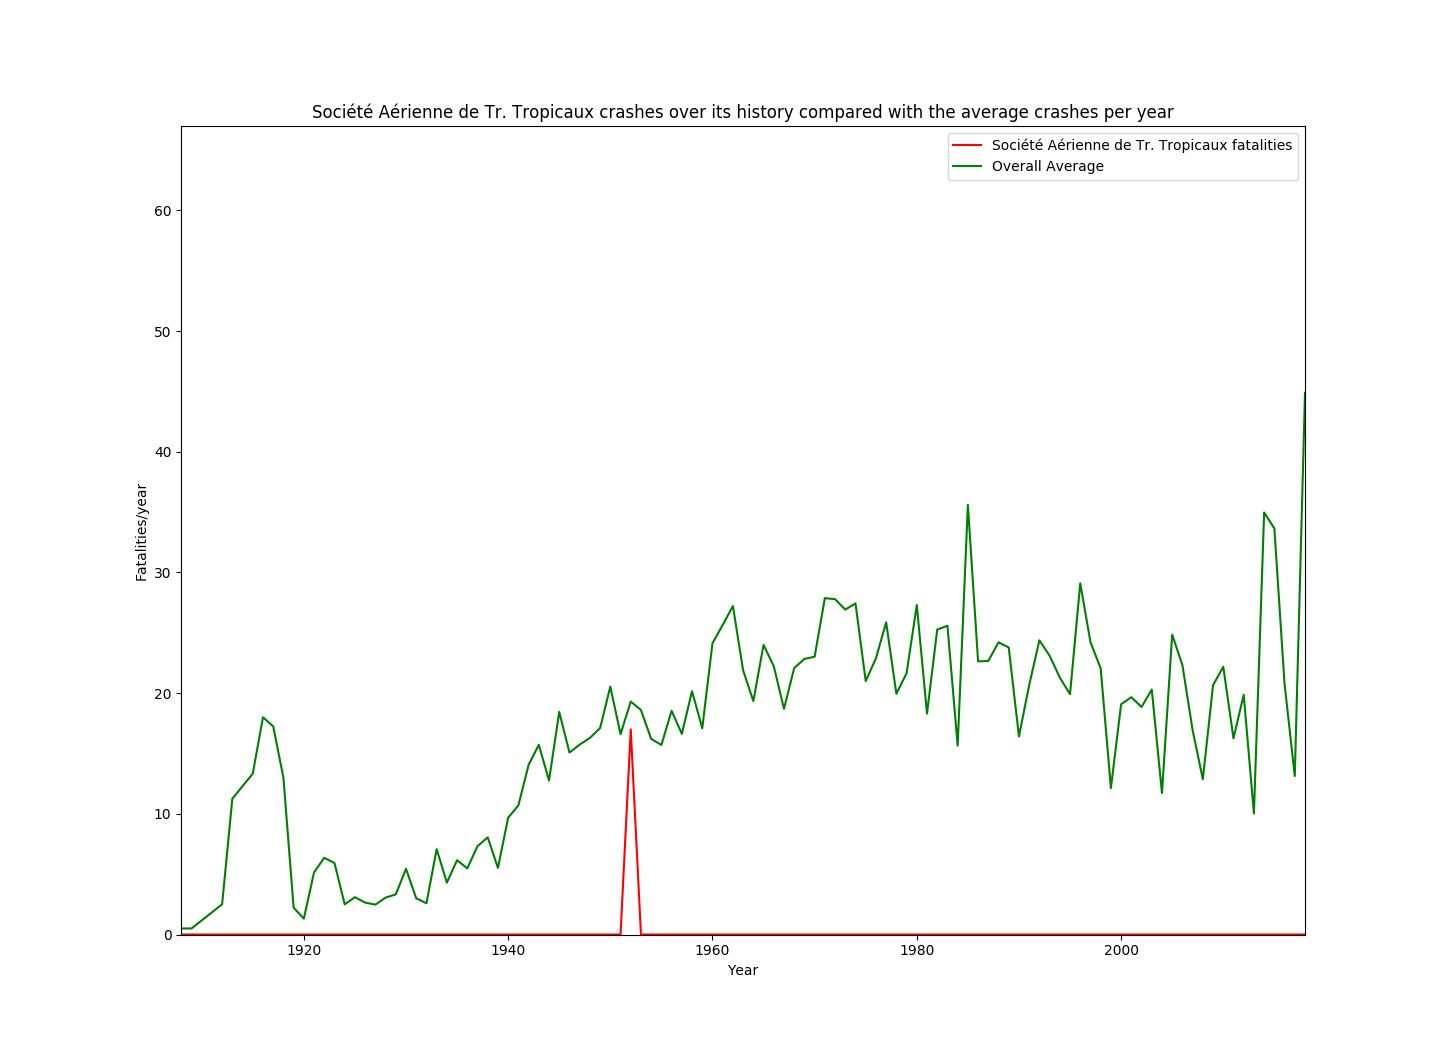 Société Aérienne de Tr. Tropicaux crashes over its history compared with the average crashes per year
Société Aérienne de Tr. Tropicaux fatalities
Overall Average
60
50
40
30
20
10
0
Fatalities/year
1920
1940
1960
1980
2000
Year